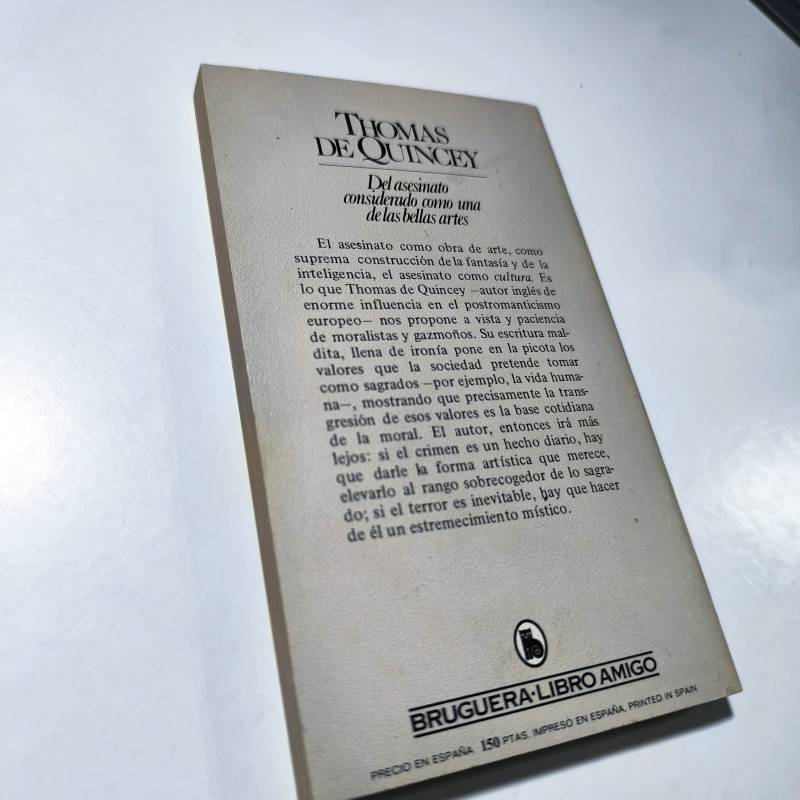 THOMAS
DE QUINCEY
Del asesinato
considerado como una
de las bellas artes
El asesinato como obra de arte, como
suprema construcción de la fantasía y de la
inteligencia, el asesinato como cultura. Es
lo que Thomas de Quincey —autor inglés de
enorme influencia en el postromanticismo
europeo— nos propone a vista y paciencia
de moralistas y gazmoños. Su escritura mal-
dita, llena de ironía pone en la picota los
valores que la sociedad pretende tomar
como sagrados —por ejemplo, la vida huma-
na—, mostrando que precisamente la trans-
gresión de esos valores es la base cotidiana
de la moral. El autor, entonces irá más
lejos: si el crimen es un hecho diario, hay
que darle la forma artística que merece,
elevarlo al rango sobrecogedor de lo sagra-
do; si el terror es inevitable, hay que hacer
de él un estremecimiento místico.
BRUGUERA·LIBRO AMIGO
PRECIO EN ESPAÑA 150 PTAS. IMPRESO EN ESPAÑA, PRINTED IN SPAIN